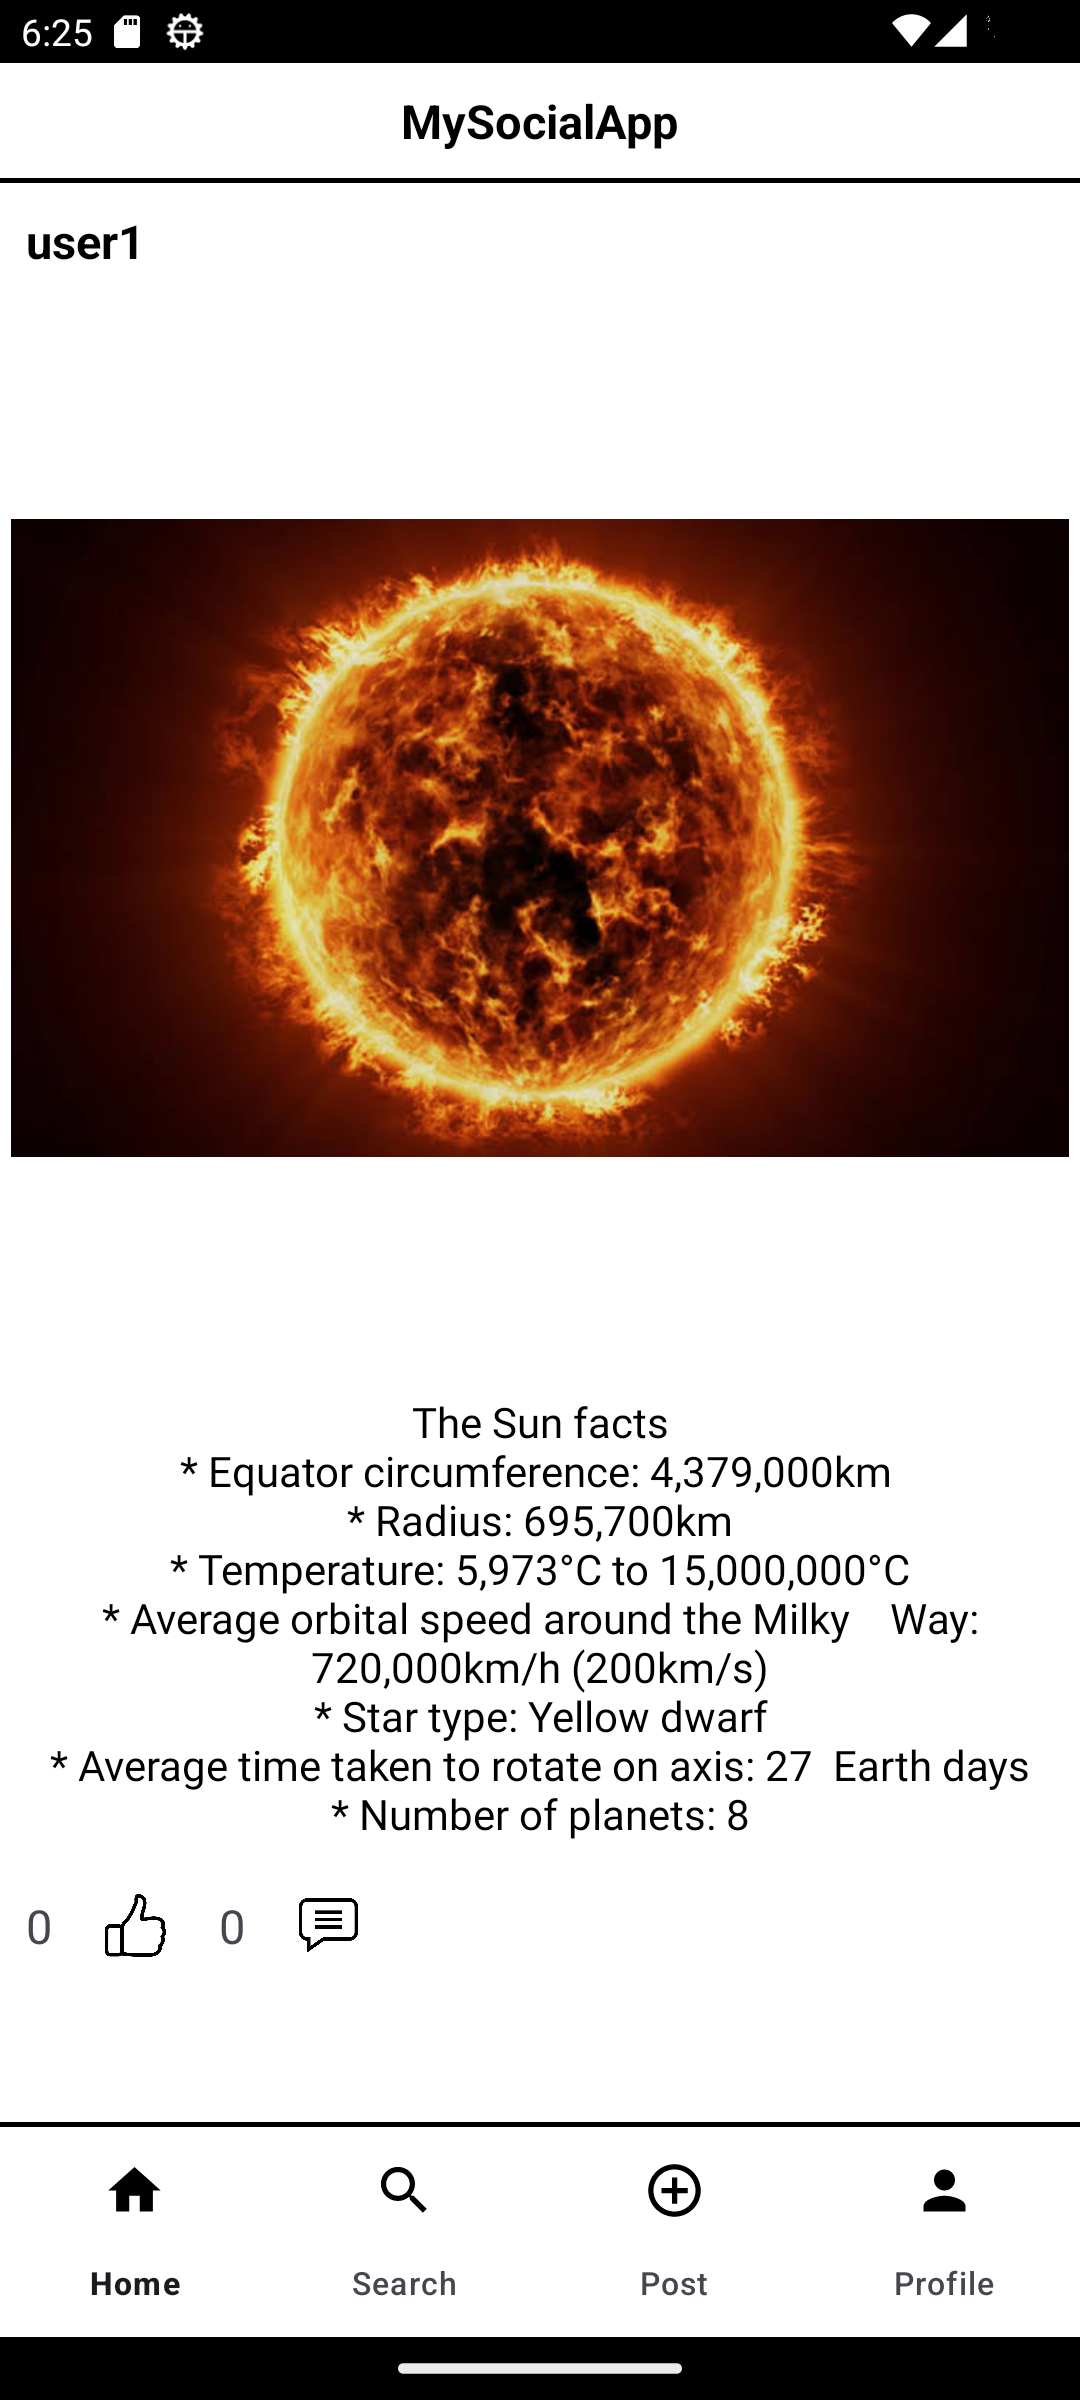 6:25
MySocialApp
user1
The Sun facts
* Equator circumference: 4,379,000km
* Radius: 695,700km
* Temperature: 5,973°C to 15,000,000°C
* Average orbital speed around the Milky    Way:
720,000km/h (200km/s)
* Star type: Yellow dwarf
* Average time taken to rotate on axis: 27  Earth days
* Number of planets: 8
0 0
Home Search Post Profile